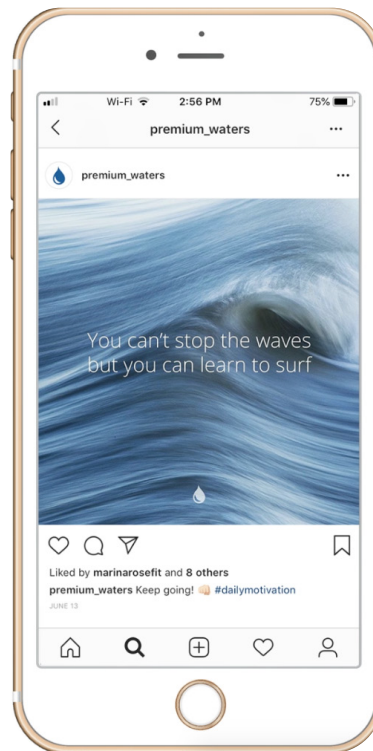 Wi-Fi 2:56 PM 75%
premium_waters
premium_waters
You can't stop the waves
but you can learn to surf
Liked by marinarosefit and 8 others
premium_waters Keep going! 👊🏻 #dailymotivation
JUNE 13